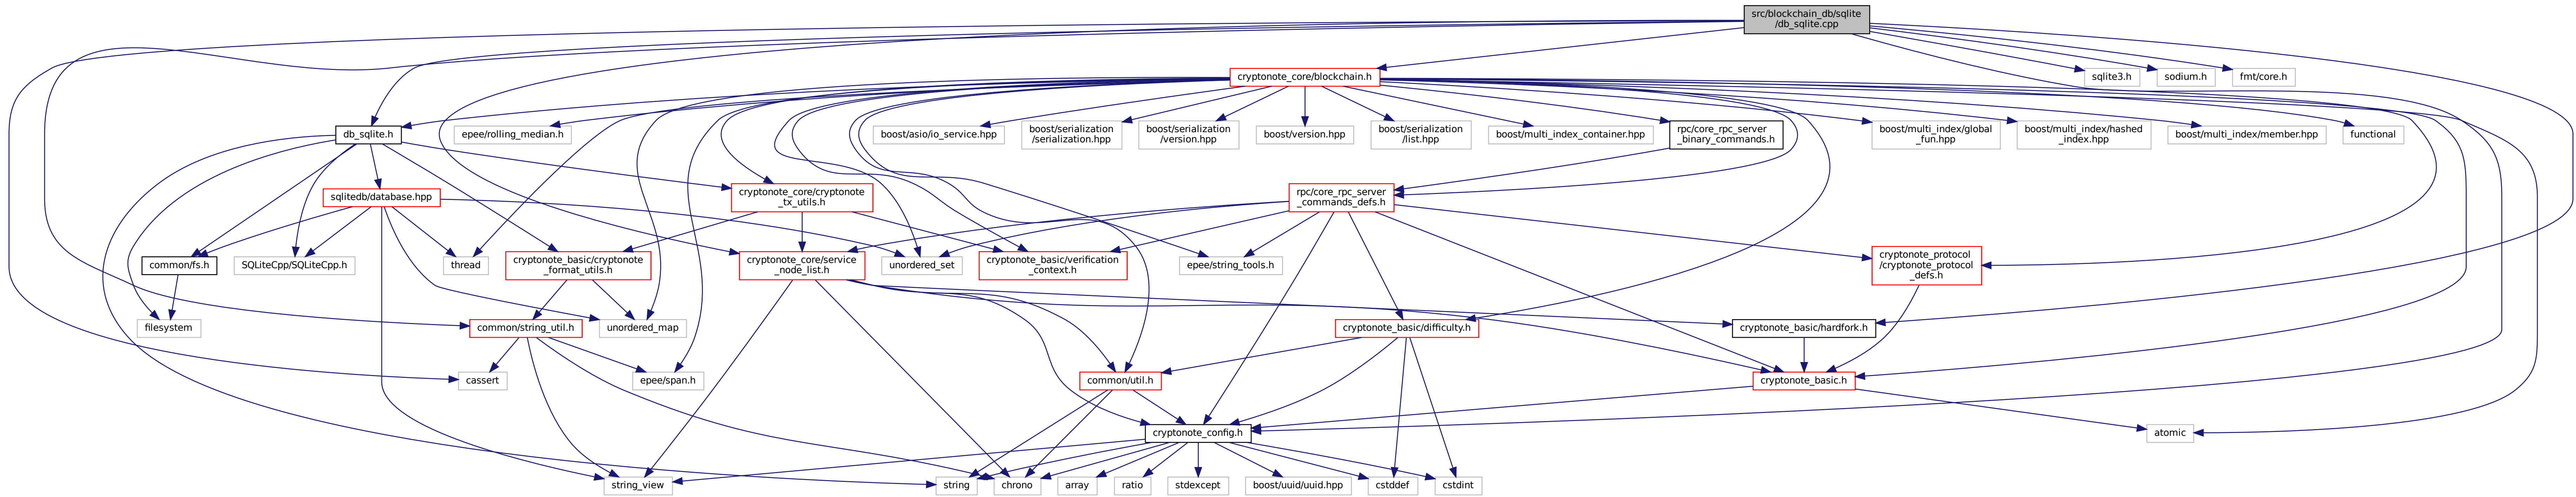 src/blockchain_db/sqlite
/db_sqlite.cpp
cryptonote_core/blockchain.h
sqlite3.h
sodium.h
fmt/core.h
db_sqlite.h
epee/rolling_median.h
boost/asio/io_service.hpp
boost/serialization
/serialization.hpp
boost/serialization
/version.hpp
boost/version.hpp
boost/serialization
/list.hpp
boost/multi_index_container.hpp
rpc/core_rpc_server
_binary_commands.h
boost/multi_index/global
_fun.hpp
boost/multi_index/hashed
_index.hpp
boost/multi_index/member.hpp
functional
sqlitedb/database.hpp
cryptonote_core/cryptonote
_tx_utils.h
rpc/core_rpc_server
_commands_defs.h
common/fs.h
SQLiteCpp/SQLiteCpp.h
thread
cryptonote_basic/cryptonote
_format_utils.h
cryptonote_core/service
_node_list.h
unordered_set
cryptonote_basic/verification
_context.h
epee/string_tools.h
cryptonote_protocol
/cryptonote_protocol
_defs.h
filesystem
common/string_util.h
unordered_map
cryptonote_basic/difficulty.h
cryptonote_basic/hardfork.h
cassert
epee/span.h
common/util.h
cryptonote_basic.h
cryptonote_config.h
atomic
string_view
string
chrono
array
ratio
stdexcept
boost/uuid/uuid.hpp
cstddef
cstdint